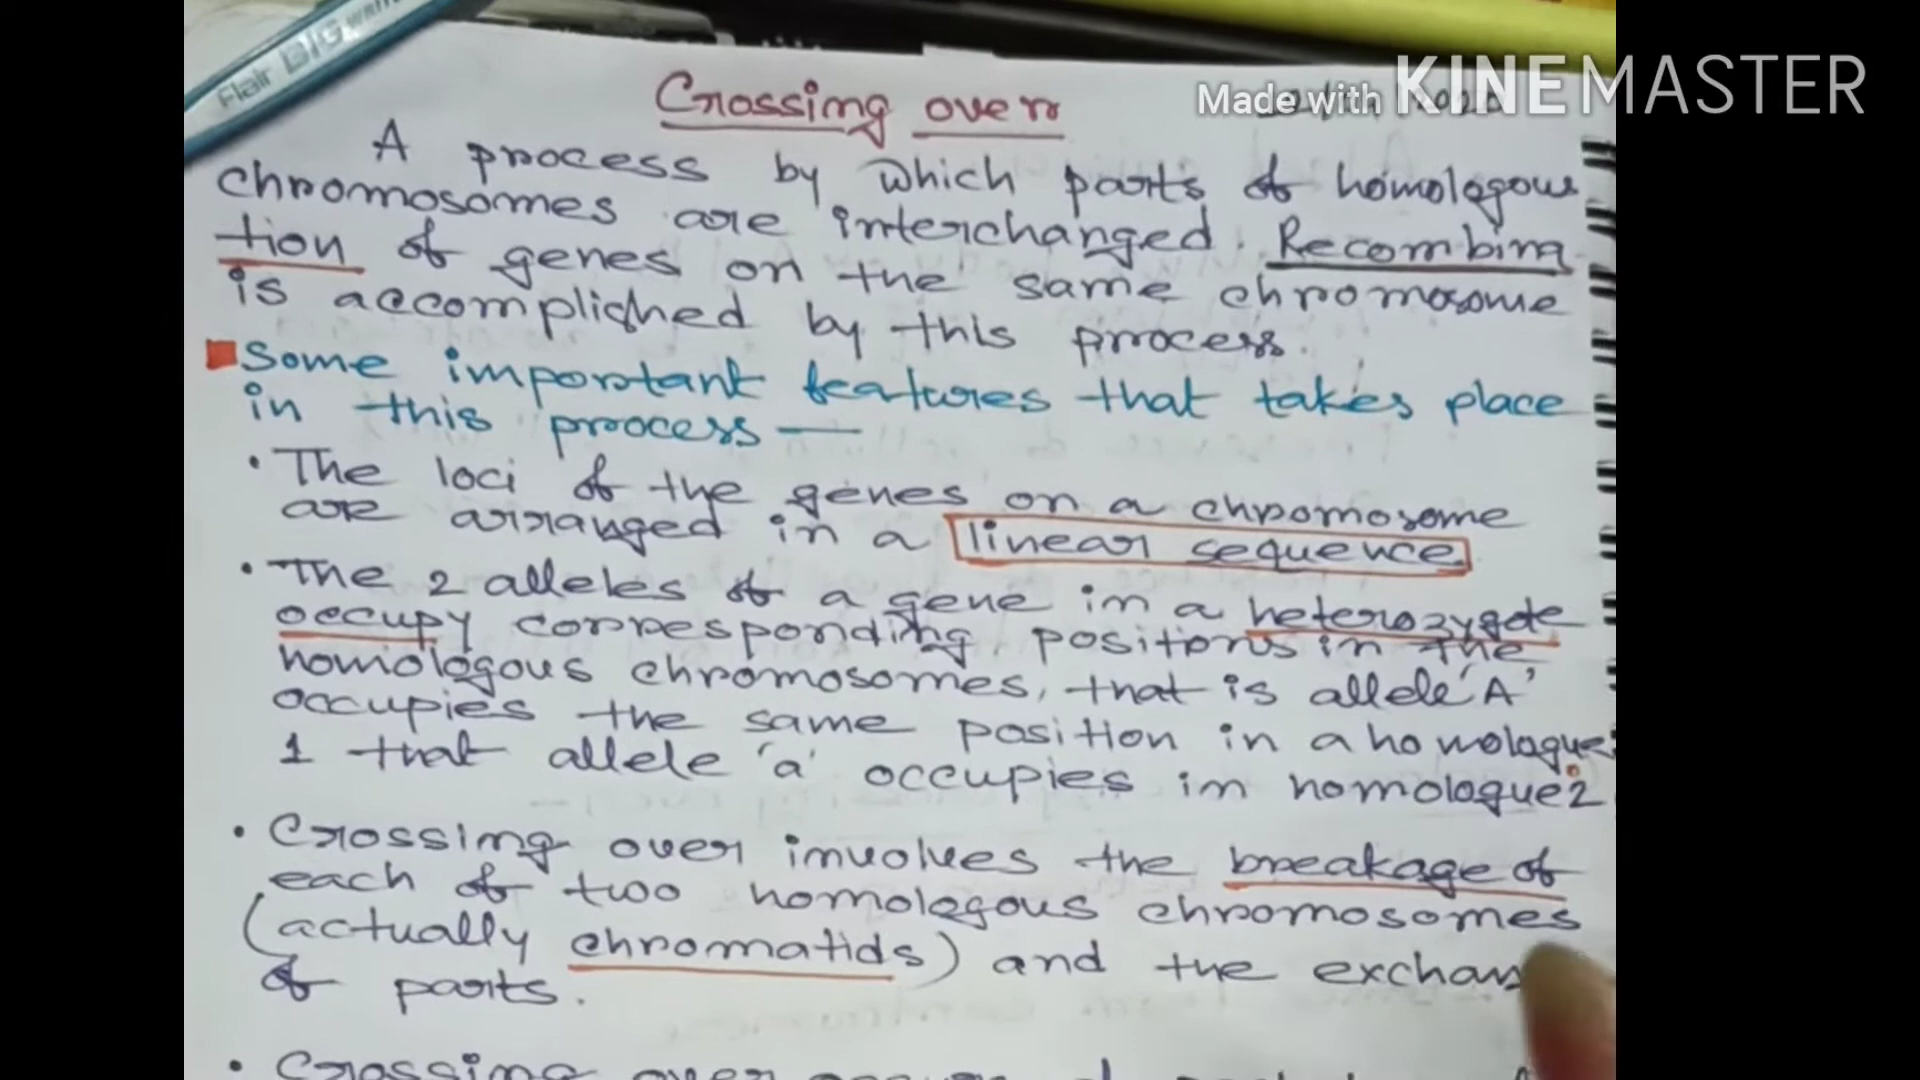 Flair BIG
Made with KINEMASTER
Crossing over
A process by which parts of homologous
chromosomes are interchanged. Recombina
tion of genes on the same chromosome
is accomplished by this process.
Some important features that takes place
in this process —
• The loci of the genes on a chromosome
are arranged in a linear sequence.
• The 2 alleles of a gene in a heterozygote
occupy corresponding positions in the
homologous chromosomes, that is allele 'A'
occupies the same position in a homologue
1 that allele 'a' occupies in homologue 2
• Crossing over involves the breakage of
each of two homologous chromosomes
(actually chromatids) and the exchan
of parts.
• Crossing over